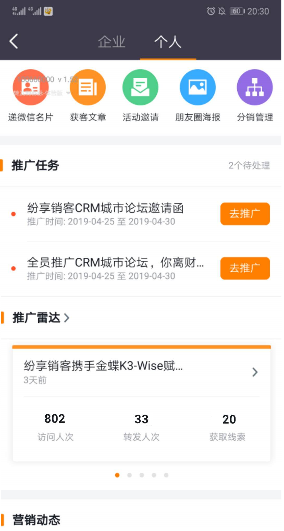 20:30
企业
个人
递微信名片
获客文章
活动邀请
朋友圈海报
分销管理
推广任务
2个待处理
纷享销客CRM城市论坛邀请函
推广时间: 2019-04-25 至 2019-04-30
去推广
全员推广CRM城市论坛，你离财...
推广时间: 2019-04-25 至 2019-04-30
去推广
推广雷达
纷享销客携手金蝶K3-Wise赋...
3天前
802
33
20
访问人次
转发人次
获取线索
营销动态